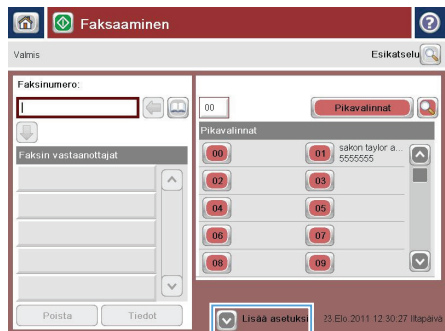 Faksaaminen
Valmis
Esikatselu
Faksinumero:
00
Pikavalinnat
Pikavalinnat
Faksin vastaanottajat
00
01 sakon taylor a...
5555555
02
03
04
05
06
07
08
09
Poista
Tiedot
Lisää asetuksi
23.Elo 2011 12:30:27 Iltapäivä